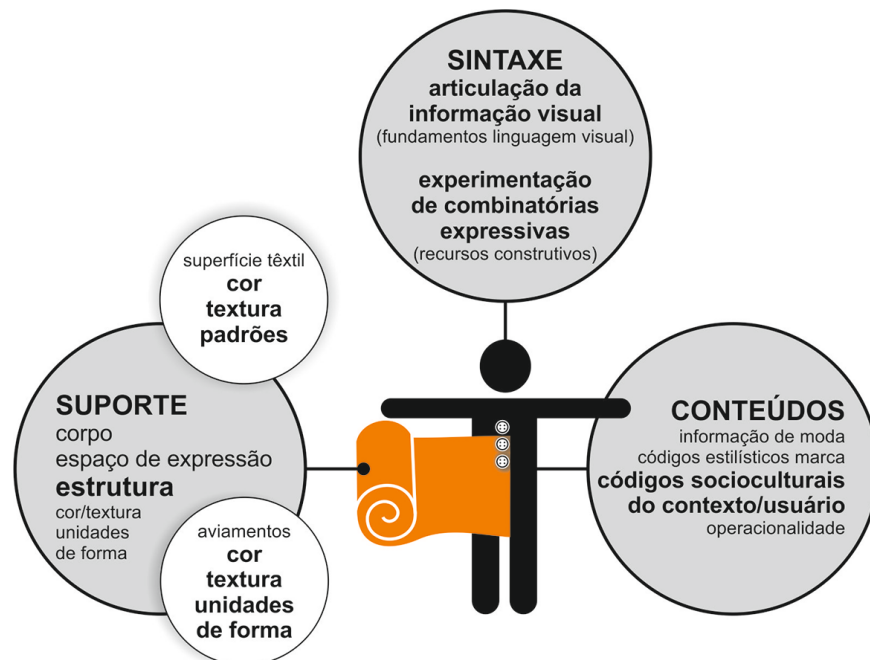 SINTAXE
articulação da
informação visual
(fundamentos linguagem visual)
experimentação
de combinatórias
expressivas
(recursos construtivos)
superfície têxtil
cor
textura
padrões
SUPORTE
corpo
espaço de expressão
estrutura
cor/textura
unidades
de forma
aviamentos
cor
textura
unidades
de forma
CONTEÚDOS
informação de moda
códigos estilísticos marca
códigos socioculturais
do contexto/usuário
operacionalidade